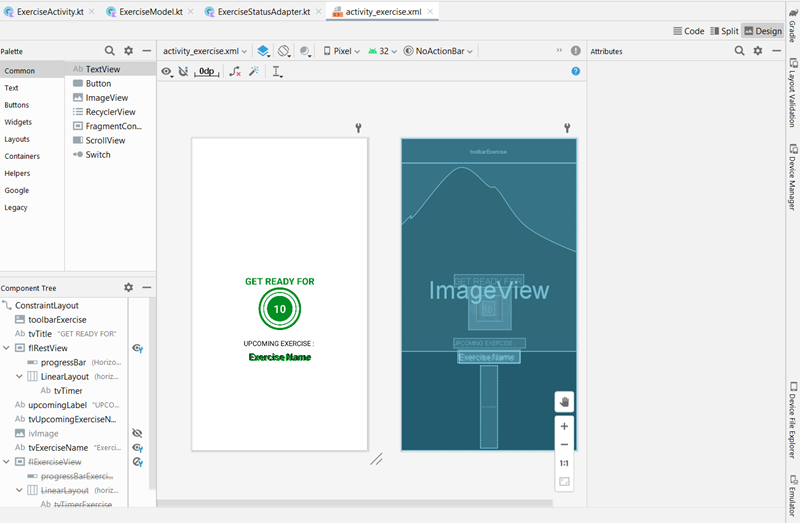 ExerciseActivity.kt ExerciseModel.kt ExerciseStatusAdapter.kt activity_exercise.xml
Code Split Design
Palette activity_exercise.xml Pixel 32 NoActionBar Attributes
Common
Text
Buttons
Widgets
Layouts
Containers
Helpers
Google
Legacy
Ab TextView
Button
ImageView
RecyclerView
FragmentCon...
ScrollView
Switch
0dp
GET READY FOR
10
UPCOMING EXERCISE :
Exercise Name
toolbarExercise
GET READY FOR
ImageView
10
UPCOMING EXERCISE
Exercise Name
1:1
Component Tree
ConstraintLayout
toolbarExercise
Ab tvTitle "GET READY FOR"
flRestView
progressBar (Horizo...
LinearLayout (horiz...
Ab tvTimer
Ab upcomingLabel "UPCO...
Ab tvUpcomingExerciseN...
ivImage
Ab tvExerciseName "Exerci...
flExerciseView
progressBarExerci...
LinearLayout (horiz...
Ab tvTimerExercise
Gradle
Layout Validation
Device Manager
Device File Explorer
Emulator